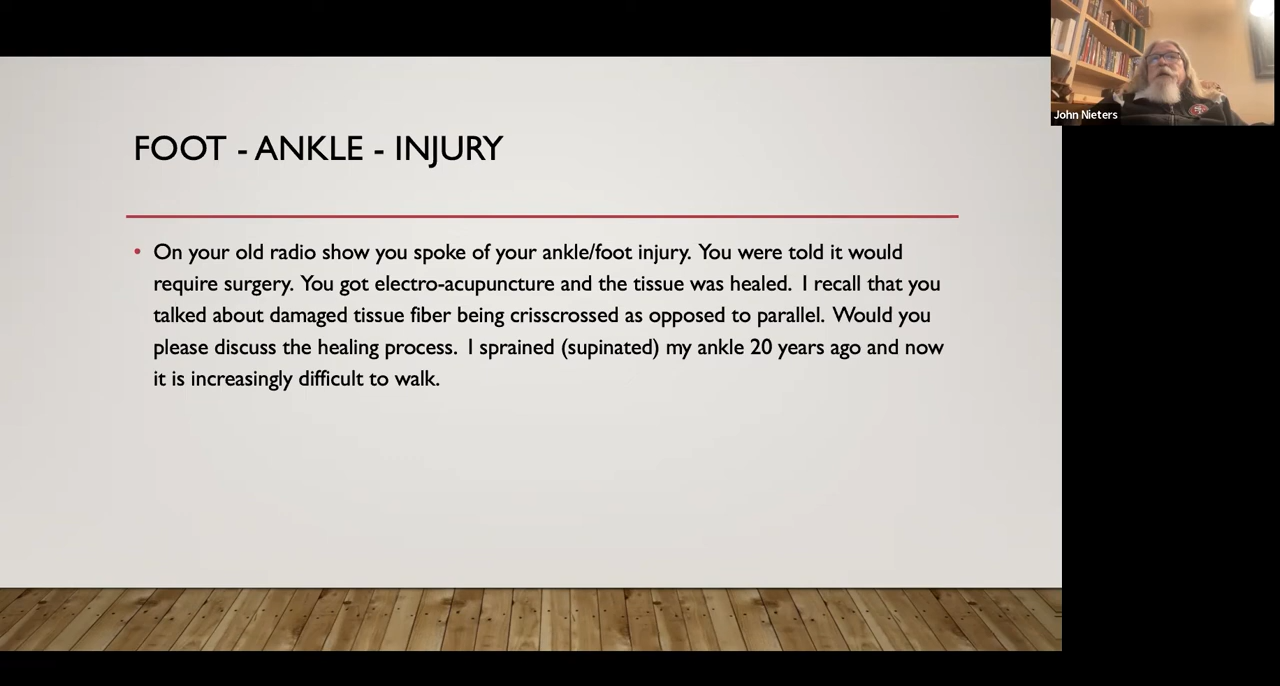 FOOT - ANKLE - INJURY
• On your old radio show you spoke of your ankle/foot injury. You were told it would
require surgery. You got electro-acupuncture and the tissue was healed. I recall that you
talked about damaged tissue fiber being crisscrossed as opposed to parallel. Would you
please discuss the healing process. I sprained (supinated) my ankle 20 years ago and now
it is increasingly difficult to walk.
John Nieters